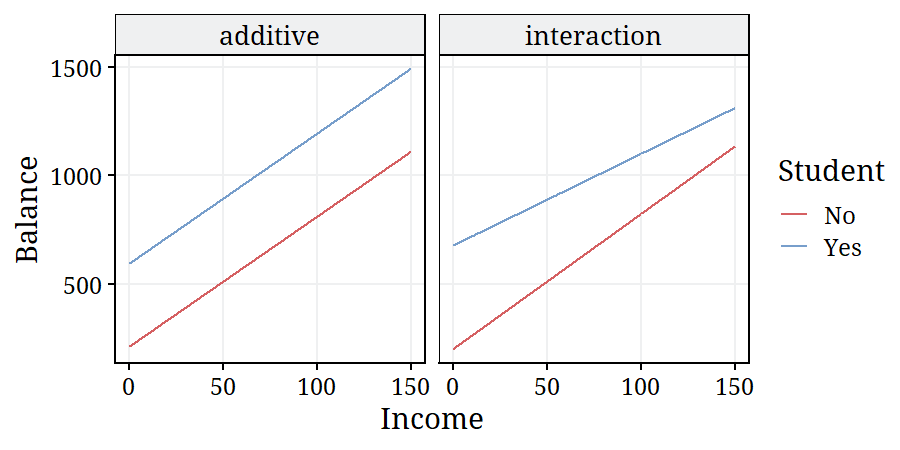 additive interaction
1500
1000
500
Balance
0 50 100 150 0 50 100 150
Income
Student
No
Yes